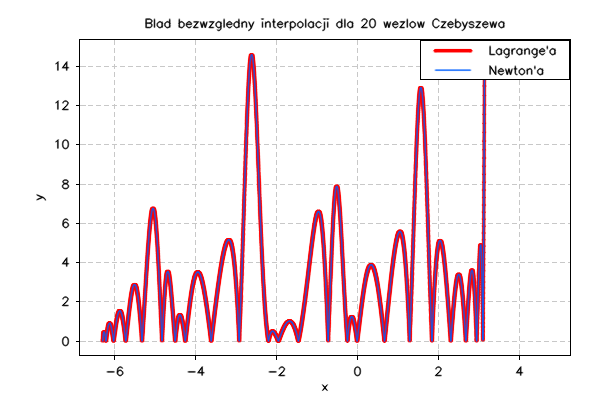 Blad bezwzgledny interpolacji dla 20 wezlow Czebyszewa
Lagrange'a
Newton'a
14
12
10
8
6
4
2
0
y
−6 −4 −2 0 2 4
x